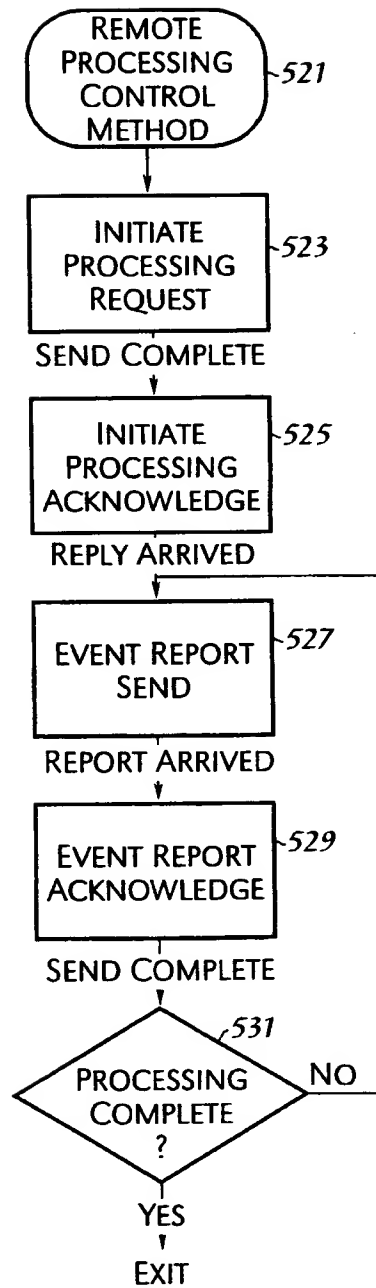 REMOTE
PROCESSING
CONTROL
METHOD
521
INITIATE
PROCESSING
REQUEST
523
SEND COMPLETE
INITIATE
PROCESSING
ACKNOWLEDGE
525
REPLY ARRIVED
EVENT REPORT
SEND
527
REPORT ARRIVED
EVENT REPORT
ACKNOWLEDGE
529
SEND COMPLETE
531
PROCESSING
COMPLETE
?
NO
YES
EXIT